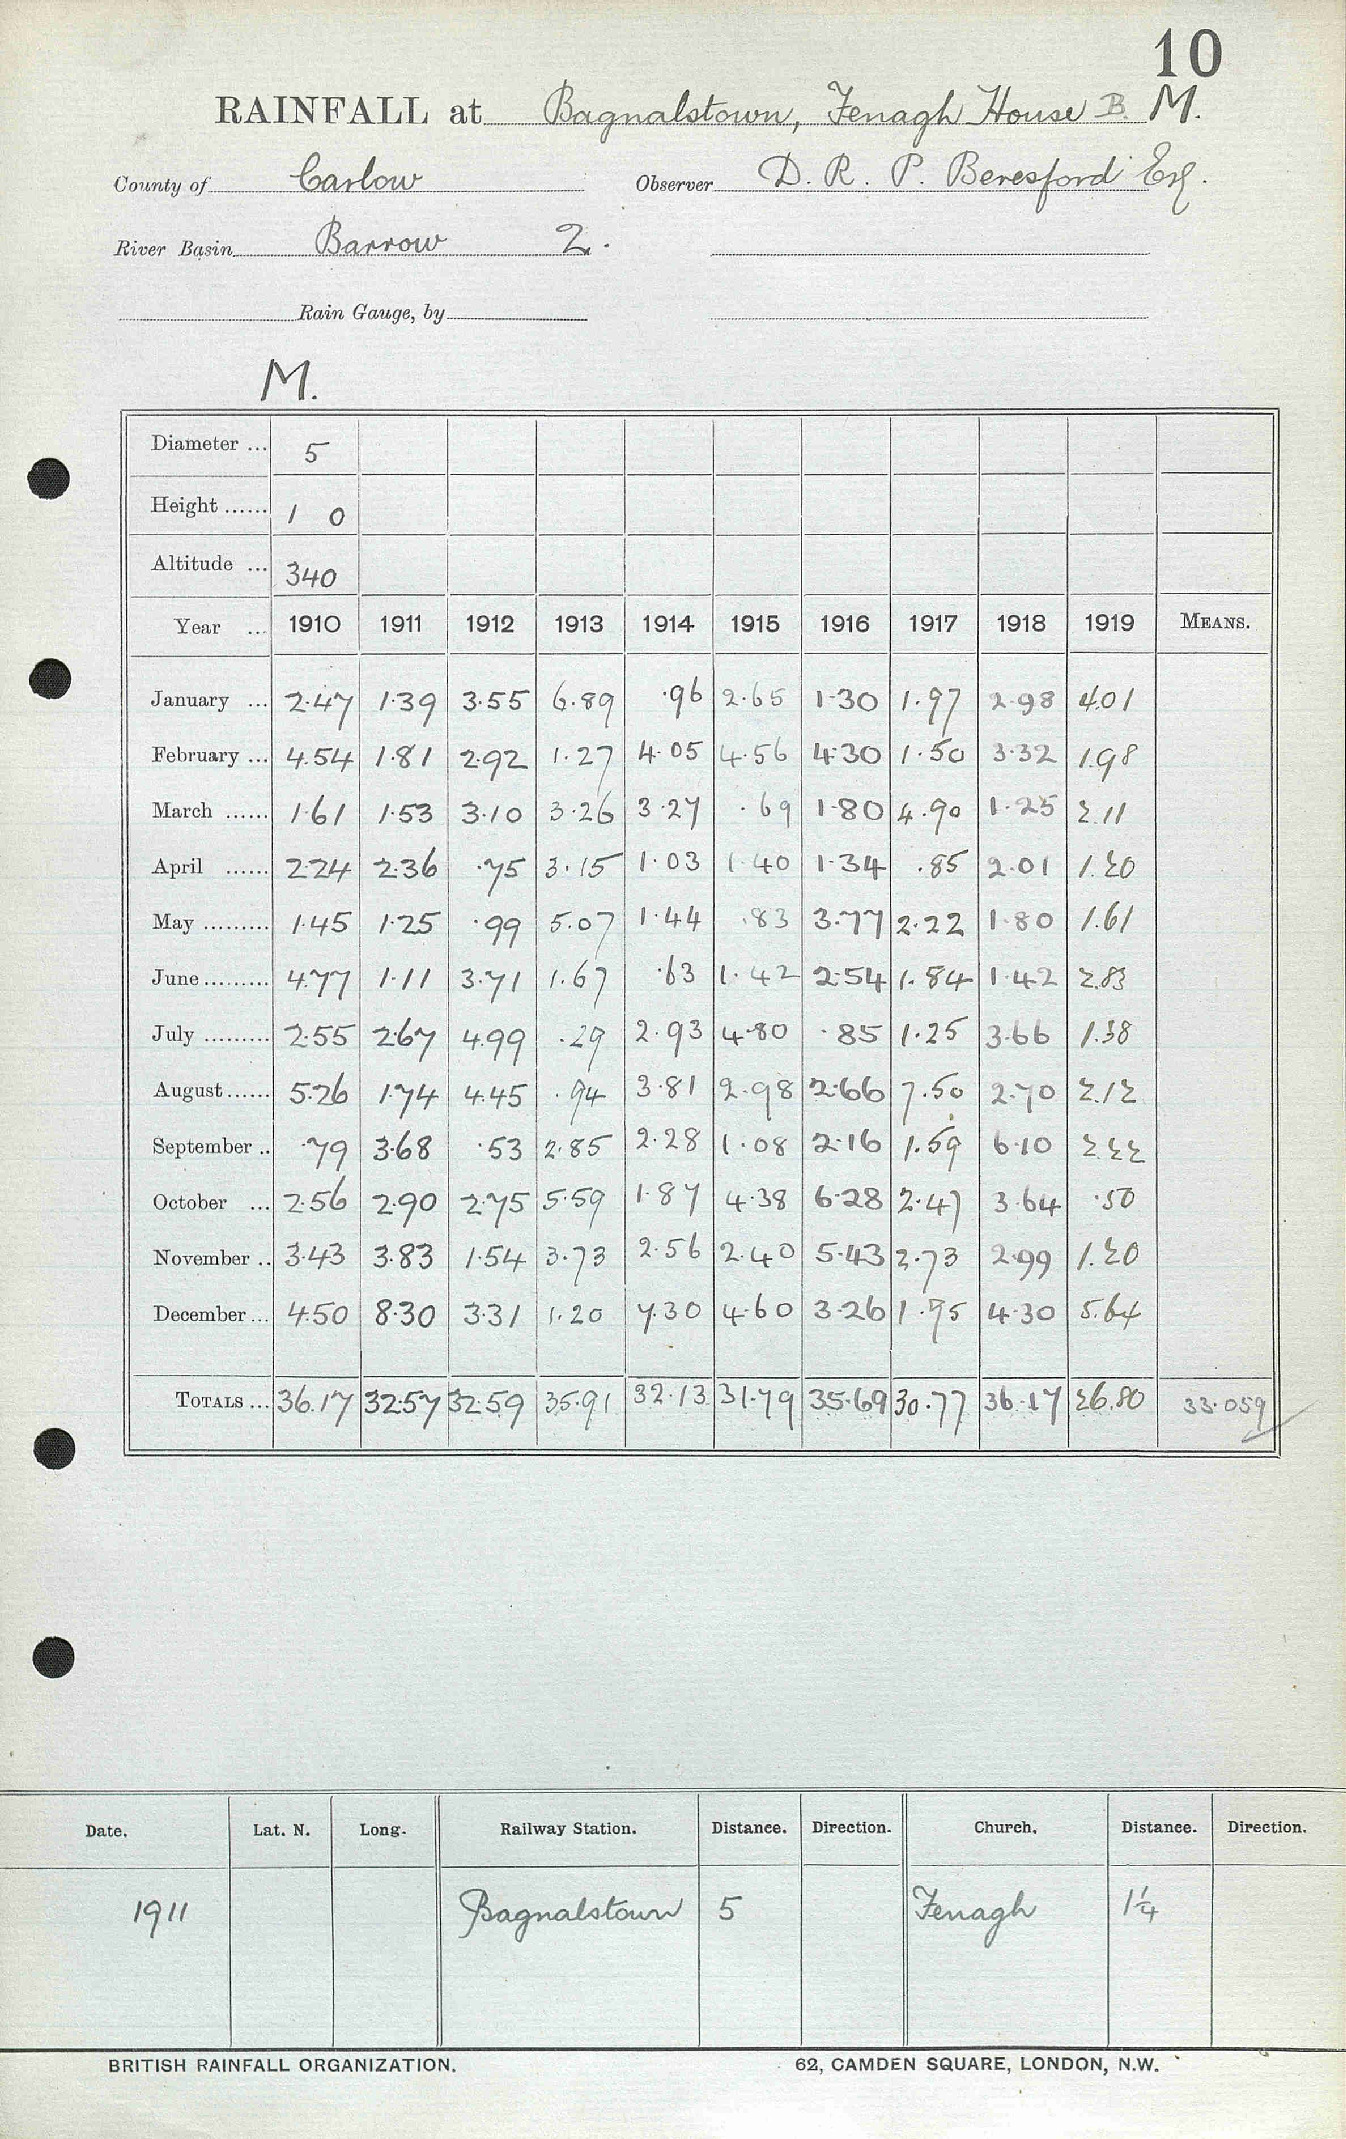 10
RAINFALL at Bagnalstown, Fenagh House B. M.
County of Carlow Observer D. R. P. Beresford Esq.
River Basin Barrow 2.
Rain Gauge, by
M.
Diameter ... 5
Height ...... 1 0
Altitude ... 340
Year ... 1910 1911 1912 1913 1914 1915 1916 1917 1918 1919 MEANS.
January ... 2.47 1.39 3.55 6.89 .96 2.65 1.30 1.97 2.98 4.01
February ... 4.54 1.81 2.92 1.27 4.05 4.56 4.30 1.50 3.32 1.98
March ...... 1.61 1.53 3.10 3.26 3.27 .69 1.80 4.90 1.25 2.11
April ...... 2.24 2.36 .75 3.15 1.03 1.40 1.34 .85 2.01 1.20
May ......... 1.45 1.25 .99 5.07 1.44 .83 3.77 2.22 1.80 1.61
June ......... 4.77 1.11 3.71 1.67 .63 1.42 2.54 1.84 1.42 2.83
July ......... 2.55 2.67 4.99 .29 2.93 4.80 .85 1.25 3.66 1.38
August ...... 5.26 1.74 4.45 .94 3.81 2.98 2.66 7.50 2.70 2.12
September .. .79 3.68 .53 2.85 2.28 1.08 2.16 1.59 6.10 2.22
October ... 2.56 2.90 2.75 5.59 1.87 4.38 6.28 2.47 3.64 .50
November .. 3.43 3.83 1.54 3.73 2.56 2.40 5.43 2.73 2.99 1.20
December ... 4.50 8.30 3.31 1.20 7.30 4.60 3.26 1.95 4.30 5.64
TOTALS ... 36.17 32.57 32.59 35.91 32.13 31.79 35.69 30.77 36.17 26.80 33.059
Date. Lat. N. Long. Railway Station. Distance. Direction. Church. Distance. Direction.
1911 Bagnalstown 5 Fenagh 1¼
BRITISH RAINFALL ORGANIZATION. 62, CAMDEN SQUARE, LONDON, N.W.